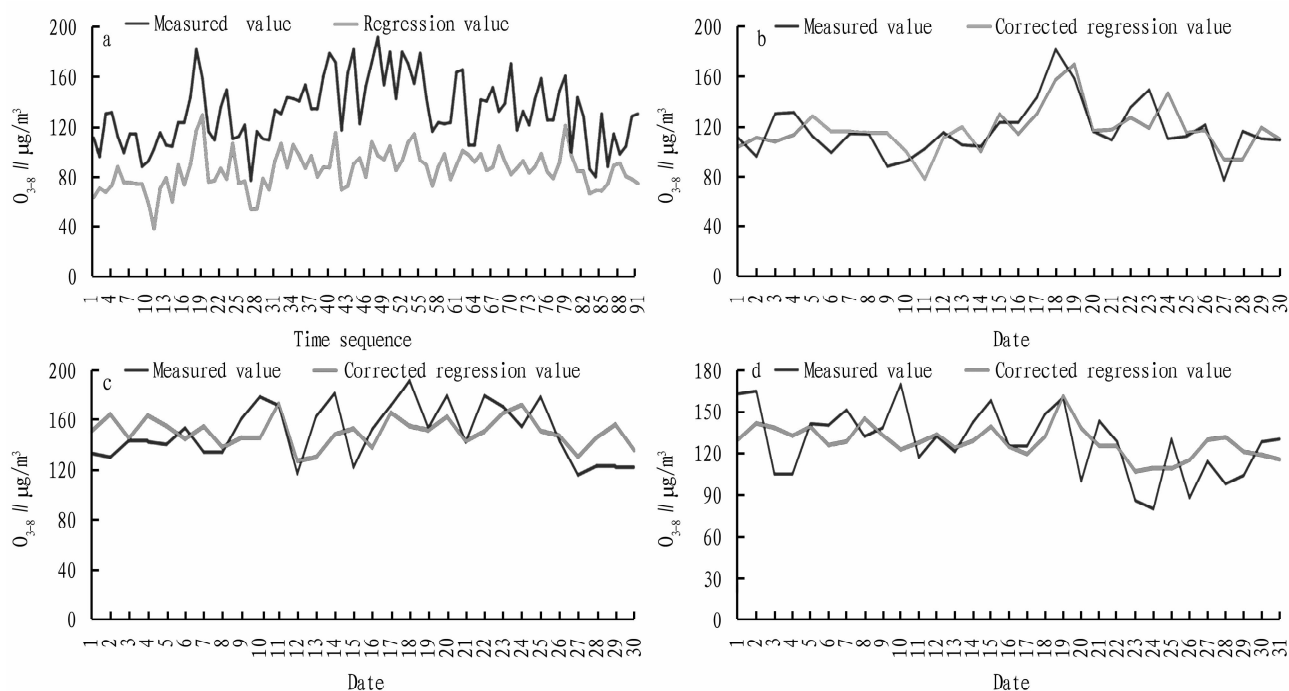 a
Measured value
Regression value
200
160
120
80
40
0
O3-8 // μg/m³
1 4 7 10 13 16 19 22 25 28 31 34 37 40 43 46 49 52 55 58 61 64 67 70 73 76 79 82 85 88 91
Time sequence
b
Measured value
Corrected regression value
200
160
120
80
40
0
O3-8 // μg/m³
1 2 3 4 5 6 7 8 9 10 11 12 13 14 15 16 17 18 19 20 21 22 23 24 25 26 27 28 29 30
Date
c
Measured value
Corrected regression value
200
160
120
80
40
0
O3-8 // μg/m³
1 2 3 4 5 6 7 8 9 10 11 12 13 14 15 16 17 18 19 20 21 22 23 24 25 26 27 28 29 30
Date
d
Measured value
Corrected regression value
180
150
120
90
60
30
0
O3-8 // μg/m³
1 2 3 4 5 6 7 8 9 10 11 12 13 14 15 16 17 18 19 20 21 22 23 24 25 26 27 28 29 30 31
Date